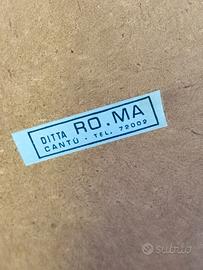 DITTA RO.MA
CANTÙ - TEL. 72009
subito